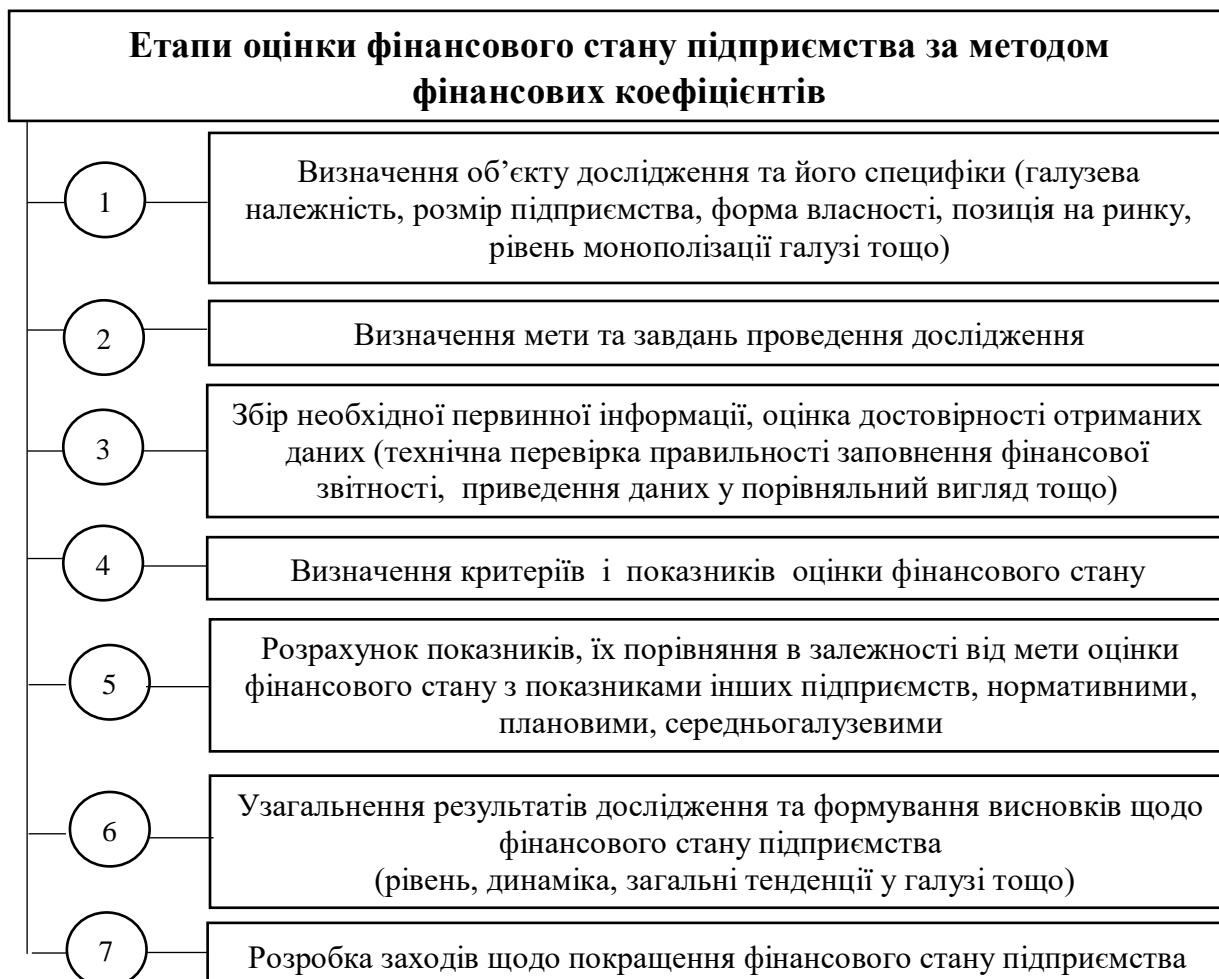 Етапи оцінки фінансового стану підприємства за методом
фінансових коефіцієнтів
1
Визначення об’єкту дослідження та його специфіки (галузева
належність, розмір підприємства, форма власності, позиція на ринку,
рівень монополізації галузі тощо)
2
Визначення мети та завдань проведення дослідження
3
Збір необхідної первинної інформації, оцінка достовірності отриманих
даних (технічна перевірка правильності заповнення фінансової
звітності, приведення даних у порівняльний вигляд тощо)
4
Визначення критеріїв і показників оцінки фінансового стану
5
Розрахунок показників, їх порівняння в залежності від мети оцінки
фінансового стану з показниками інших підприємств, нормативними,
плановими, середньогалузевими
6
Узагальнення результатів дослідження та формування висновків щодо
фінансового стану підприємства
(рівень, динаміка, загальні тенденції у галузі тощо)
7
Розробка заходів щодо покращення фінансового стану підприємства